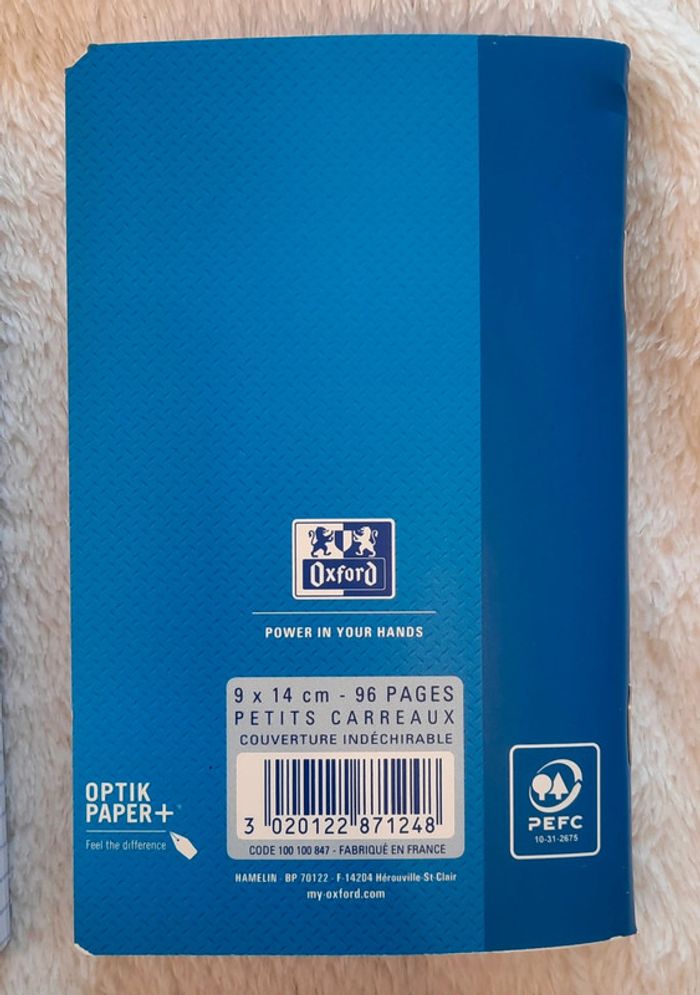 Oxford
POWER IN YOUR HANDS
9 x 14 cm - 96 PAGES
PETITS CARREAUX
COUVERTURE INDÉCHIRABLE
3 020122 871248
CODE 100 100 847 - FABRIQUÉ EN FRANCE
HAMELIN - BP 70122 - F-14204 Hérouville-St-Clair
my-oxford.com
OPTIK
PAPER+
Feel the difference
PEFC
10-31-2675